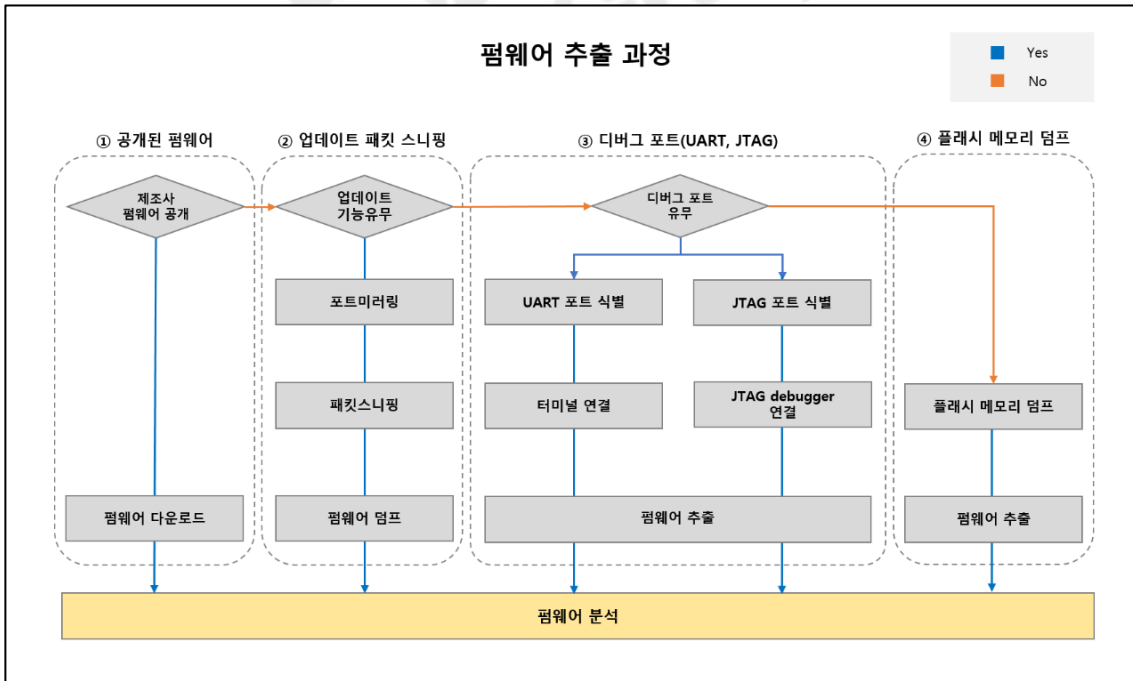 펌웨어 추출 과정
Yes
No
① 공개된 펌웨어
② 업데이트 패킷 스니핑
③ 디버그 포트(UART, JTAG)
④ 플래시 메모리 덤프
제조사
펌웨어 공개
업데이트
기능유무
디버그 포트
유무
포트미러링
UART 포트 식별
JTAG 포트 식별
패킷스니핑
터미널 연결
JTAG debugger
연결
플래시 메모리 덤프
펌웨어 다운로드
펌웨어 덤프
펌웨어 추출
펌웨어 추출
펌웨어 분석